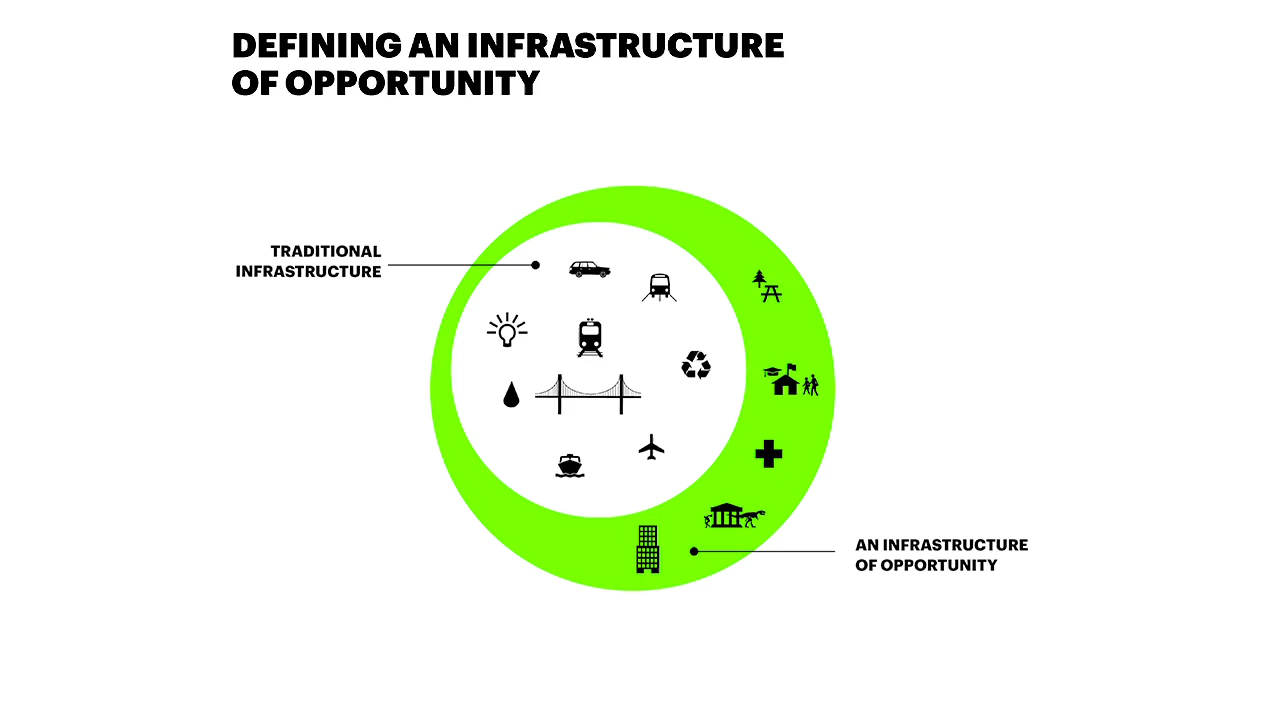 DEFINING AN INFRASTRUCTURE
OF OPPORTUNITY
TRADITIONAL
INFRASTRUCTURE
AN INFRASTRUCTURE
OF OPPORTUNITY